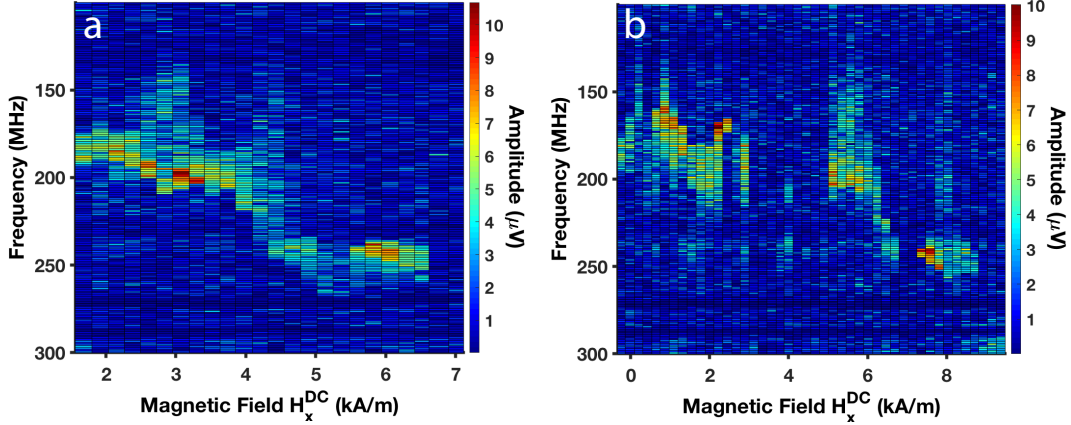 a
150
200
250
300
Frequency (MHz)
2 3 4 5 6 7
Magnetic Field H_x^DC (kA/m)
10
9
8
7
6
5
4
3
2
1
Amplitude (μV)
b
150
200
250
300
Frequency (MHz)
0 2 4 6 8
Magnetic Field H_x^DC (kA/m)
10
9
8
7
6
5
4
3
2
1
Amplitude (μV)